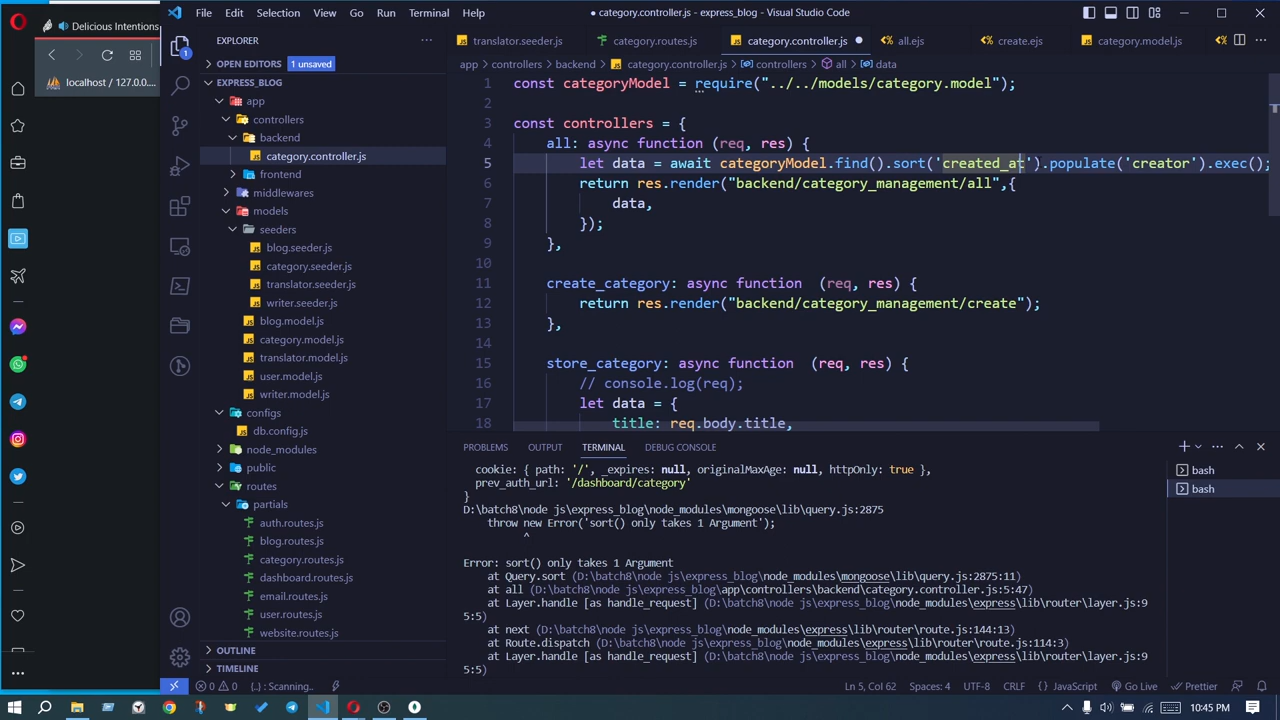 Delicious Intentions
localhost / 127.0....
File Edit Selection View Go Run Terminal Help
● category.controller.js - express_blog - Visual Studio Code
EXPLORER
OPEN EDITORS 1 unsaved
EXPRESS_BLOG
app
controllers
backend
category.controller.js
frontend
middlewares
models
seeders
blog.seeder.js
category.seeder.js
translator.seeder.js
writer.seeder.js
blog.model.js
category.model.js
translator.model.js
user.model.js
writer.model.js
configs
db.config.js
node_modules
public
routes
partials
auth.routes.js
blog.routes.js
category.routes.js
dashboard.routes.js
email.routes.js
user.routes.js
website.routes.js
OUTLINE
TIMELINE
translator.seeder.js category.routes.js category.controller.js all.ejs create.ejs category.model.js
app > controllers > backend > category.controller.js > controllers > all > data
1 const categoryModel = require("../../models/category.model");
2
3 const controllers = {
4 all: async function (req, res) {
5 let data = await categoryModel.find().sort('created_at').populate('creator').exec();
6 return res.render("backend/category_management/all",{
7 data,
8 });
9 },
10
11 create_category: async function (req, res) {
12 return res.render("backend/category_management/create");
13 },
14
15 store_category: async function (req, res) {
16 // console.log(req);
17 let data = {
18 title: req.body.title,
PROBLEMS OUTPUT TERMINAL DEBUG CONSOLE
bash
bash
cookie: { path: '/', _expires: null, originalMaxAge: null, httpOnly: true },
prev_auth_url: '/dashboard/category'
}
D:\batch8\node js\express_blog\node_modules\mongoose\lib\query.js:2875
throw new Error('sort() only takes 1 Argument');
^
Error: sort() only takes 1 Argument
at Query.sort (D:\batch8\node js\express_blog\node_modules\mongoose\lib\query.js:2875:11)
at all (D:\batch8\node js\express_blog\app\controllers\backend\category.controller.js:5:47)
at Layer.handle [as handle_request] (D:\batch8\node js\express_blog\node_modules\express\lib\router\layer.js:9
5:5)
at next (D:\batch8\node js\express_blog\node_modules\express\lib\router\route.js:144:13)
at Route.dispatch (D:\batch8\node js\express_blog\node_modules\express\lib\router\route.js:114:3)
at Layer.handle [as handle_request] (D:\batch8\node js\express_blog\node_modules\express\lib\router\layer.js:9
5:5)
0 0 {..} : Scanning.. Ln 5, Col 62 Spaces: 4 UTF-8 CRLF JavaScript Go Live Prettier
10:45 PM